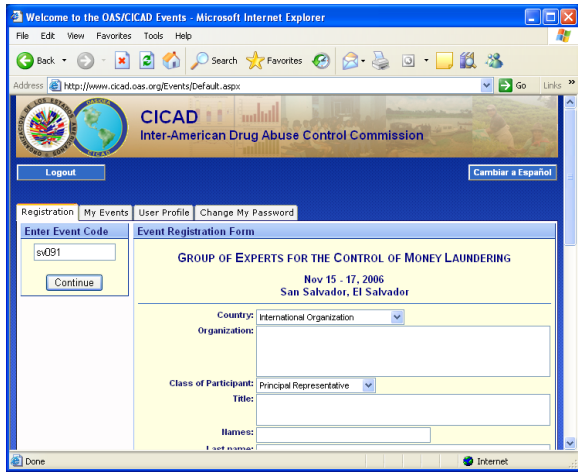 Welcome to the OAS/CICAD Events - Microsoft Internet Explorer
File Edit View Favorites Tools Help
Back Search Favorites
Address http://www.cicad.oas.org/Events/Default.aspx Go Links »
CICAD
Inter-American Drug Abuse Control Commission
Logout Cambiar a Español
Registration My Events User Profile Change My Password
Enter Event Code Event Registration Form
sv091
Continue
GROUP OF EXPERTS FOR THE CONTROL OF MONEY LAUNDERING
Nov 15 - 17, 2006
San Salvador, El Salvador
Country: International Organization
Organization:
Class of Participant: Principal Representative
Title:
Names:
Last name:
Done Internet